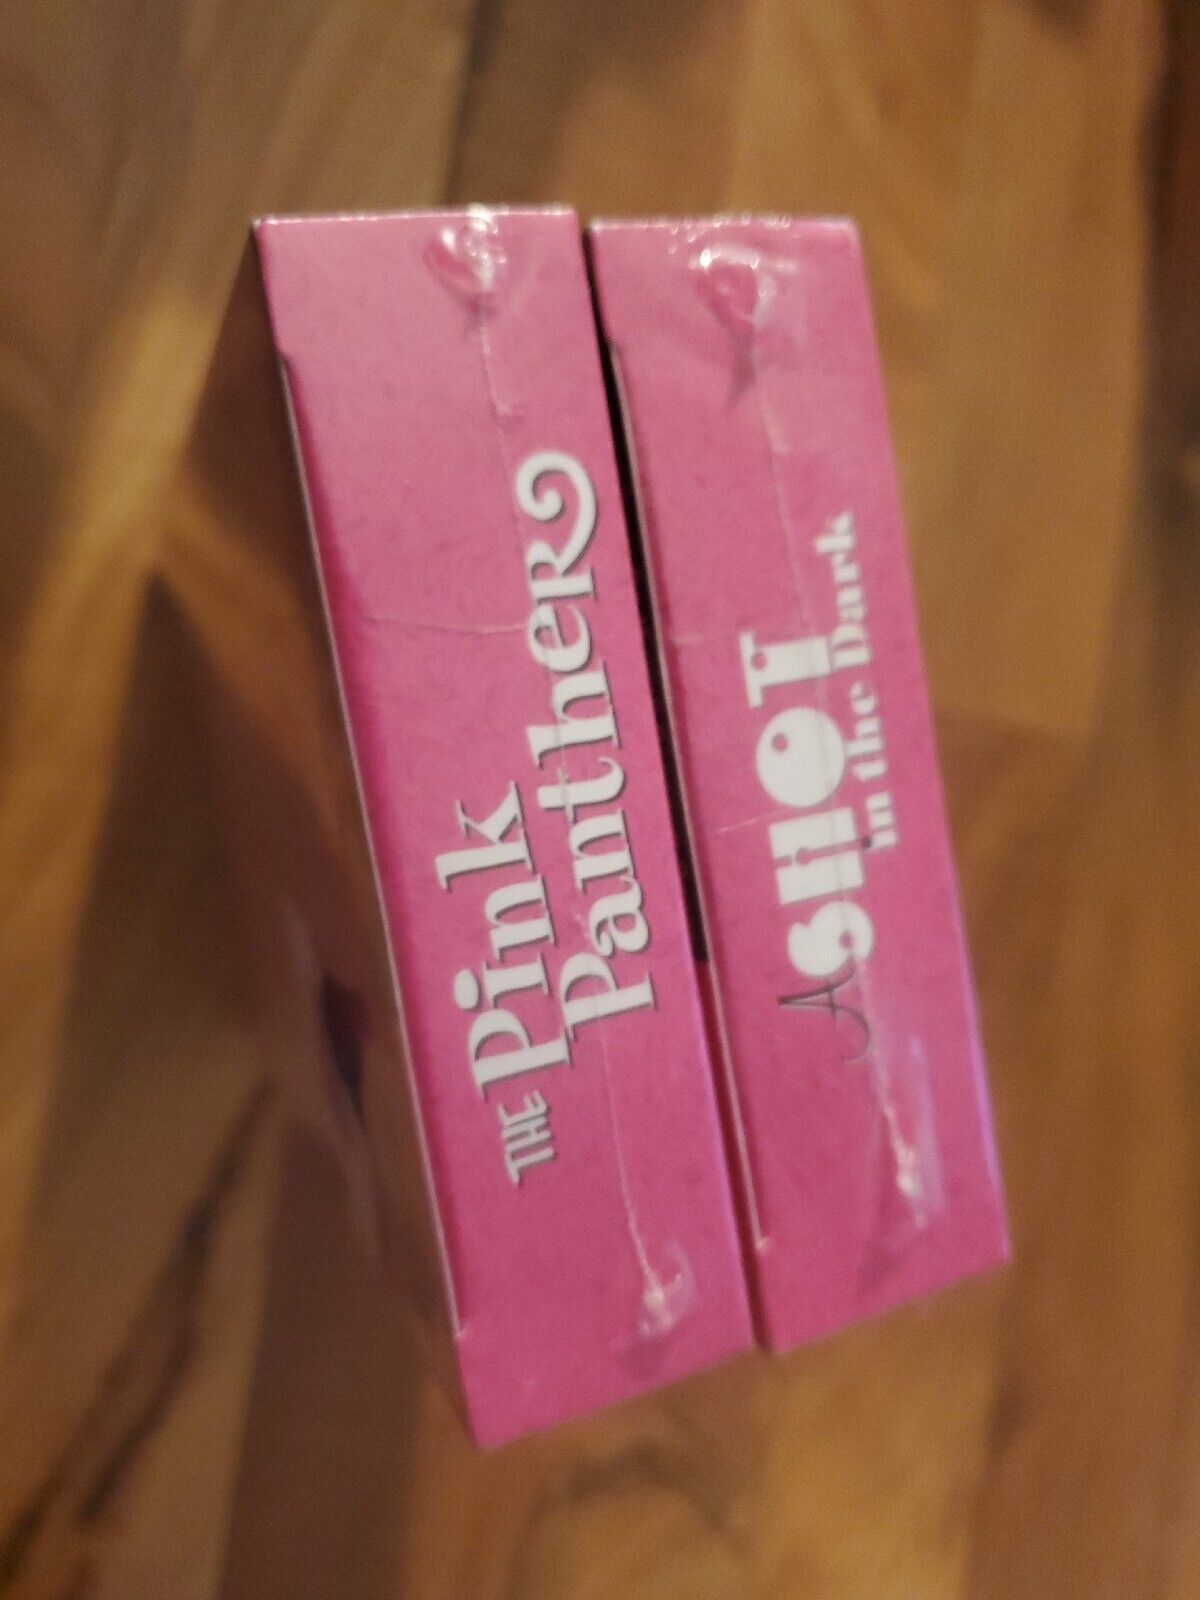 THE
Pink
Panther
A SHOT
in the Dark